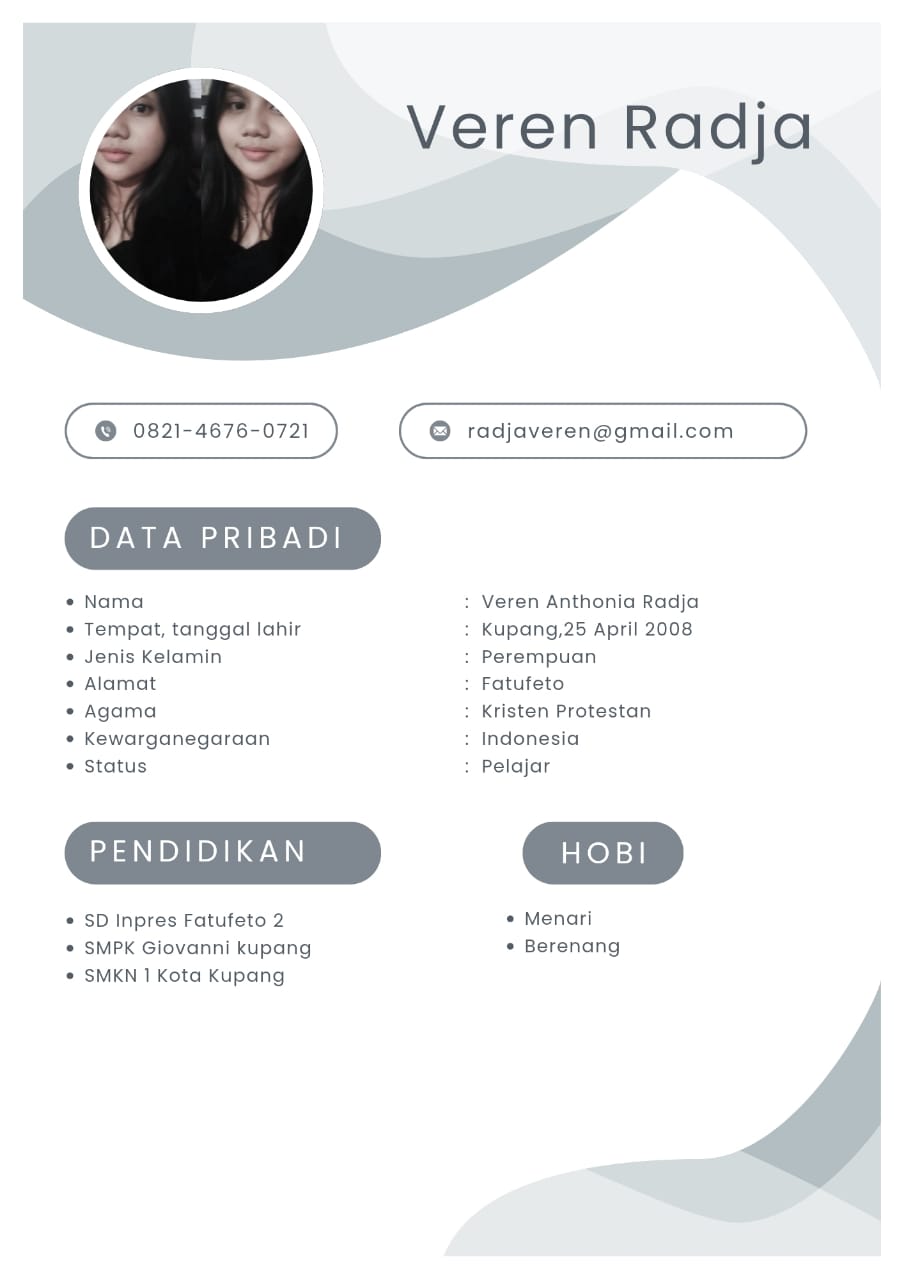 Veren Radja
0821-4676-0721
radjaveren@gmail.com
DATA PRIBADI
• Nama : Veren Anthonia Radja
• Tempat, tanggal lahir : Kupang,25 April 2008
• Jenis Kelamin : Perempuan
• Alamat : Fatufeto
• Agama : Kristen Protestan
• Kewarganegaraan : Indonesia
• Status : Pelajar
PENDIDIKAN
• SD Inpres Fatufeto 2
• SMPK Giovanni kupang
• SMKN 1 Kota Kupang
HOBI
• Menari
• Berenang